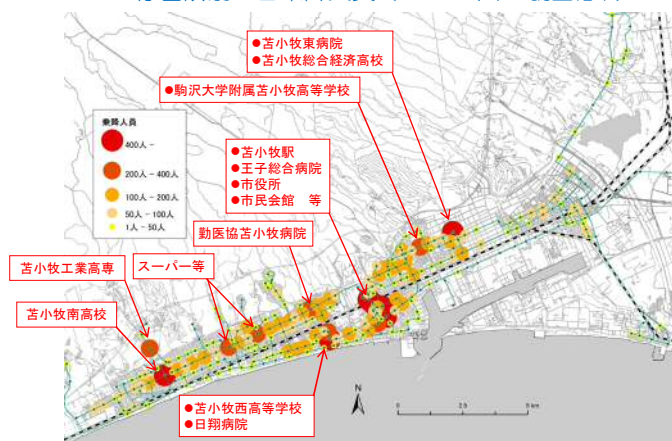 ●苫小牧東病院
●苫小牧総合経済高校
●駒沢大学附属苫小牧高等学校
乗降人員
400人 -
200人 - 400人
100人 - 200人
50人 - 100人
1人 - 50人
●苫小牧駅
●王子総合病院
●市役所
●市民会館 等
勤医協苫小牧病院
苫小牧工業高専
スーパー等
苫小牧南高校
●苫小牧西高等学校
●日翔病院
N
0 2.5 5 km